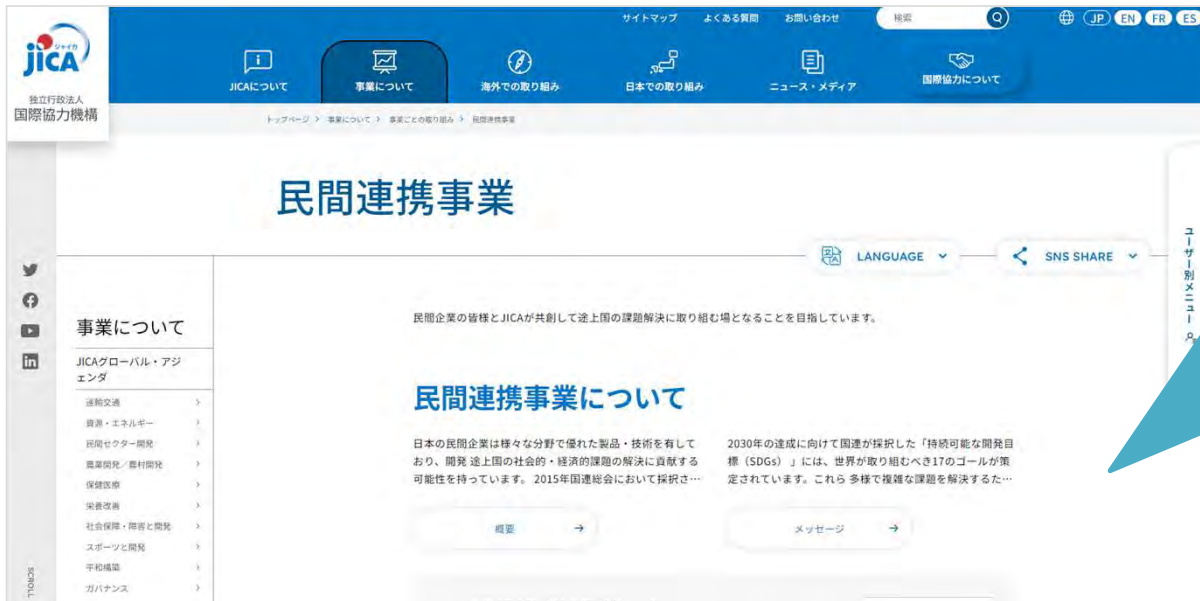 サイトマップ よくある質問 お問い合わせ 検索 JP EN FR ES
ジャイカ
JICA
独立行政法人
国際協力機構
JICAについて 事業について 海外での取り組み 日本での取り組み ニュース・メディア 国際協力について
トップページ > 事業について > 事業ごとの取り組み > 民間連携事業
民間連携事業
LANGUAGE SNS SHARE
ユーザー別メニュー
事業について
JICAグローバル・アジ
ェンダ
運輸交通
資源・エネルギー
民間セクター開発
農業開発/農村開発
保健医療
栄養改善
社会保障・障害と開発
スポーツと開発
平和構築
ガバナンス
SCROLL
民間企業の皆様とJICAが共創して途上国の課題解決に取り組む場となることを目指しています。
民間連携事業について
日本の民間企業は様々な分野で優れた製品・技術を有して
おり、開発 途上国の社会的・経済的課題の解決に貢献する
可能性を持っています。 2015年国連総会において採択さ…
概要 →
2030年の達成に向けて国連が採択した「持続可能な開発目
標（SDGs） 」には、世界が取り組むべき17のゴールが策
定されています。これら 多様で複雑な課題を解決するた…
メッセージ →